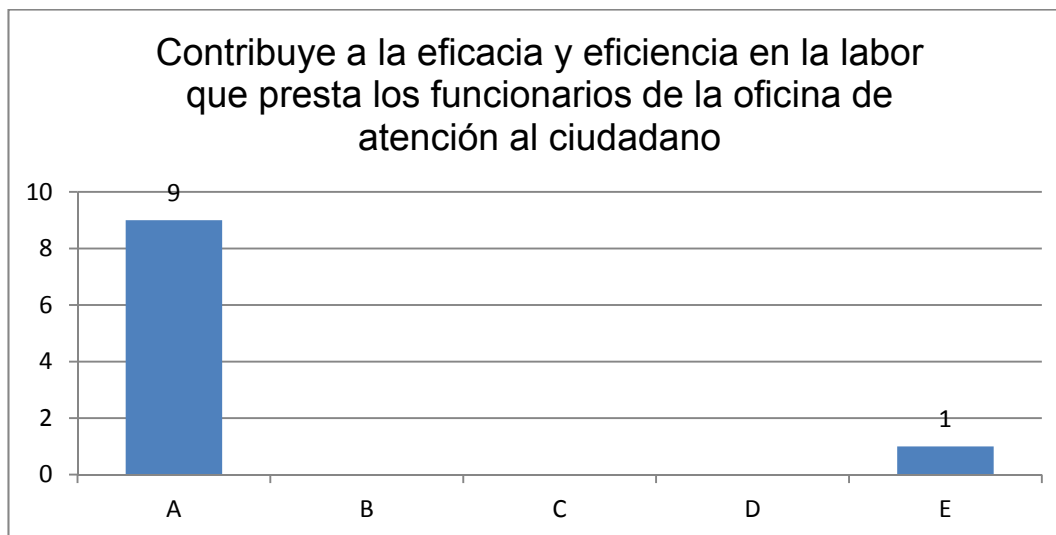 Contribuye a la eficacia y eficiencia en la labor
que presta los funcionarios de la oficina de
atención al ciudadano
10
9
8
6
4
2
1
0
A B C D E